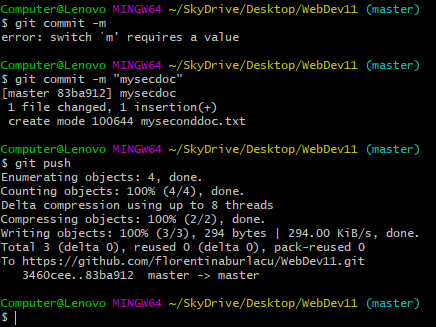 Computer@Lenovo MINGW64 ~/SkyDrive/Desktop/WebDev11 (master)
$ git commit -m
error: switch `m' requires a value
Computer@Lenovo MINGW64 ~/SkyDrive/Desktop/WebDev11 (master)
$ git commit -m "mysecdoc"
[master 83ba912] mysecdoc
 1 file changed, 1 insertion(+)
 create mode 100644 myseconddoc.txt
Computer@Lenovo MINGW64 ~/SkyDrive/Desktop/WebDev11 (master)
$ git push
Enumerating objects: 4, done.
Counting objects: 100% (4/4), done.
Delta compression using up to 8 threads
Compressing objects: 100% (2/2), done.
Writing objects: 100% (3/3), 294 bytes | 294.00 KiB/s, done.
Total 3 (delta 0), reused 0 (delta 0), pack-reused 0
To https://github.com/florentinaburlacu/WebDev11.git
   3460cee..83ba912  master -> master
Computer@Lenovo MINGW64 ~/SkyDrive/Desktop/WebDev11 (master)
$